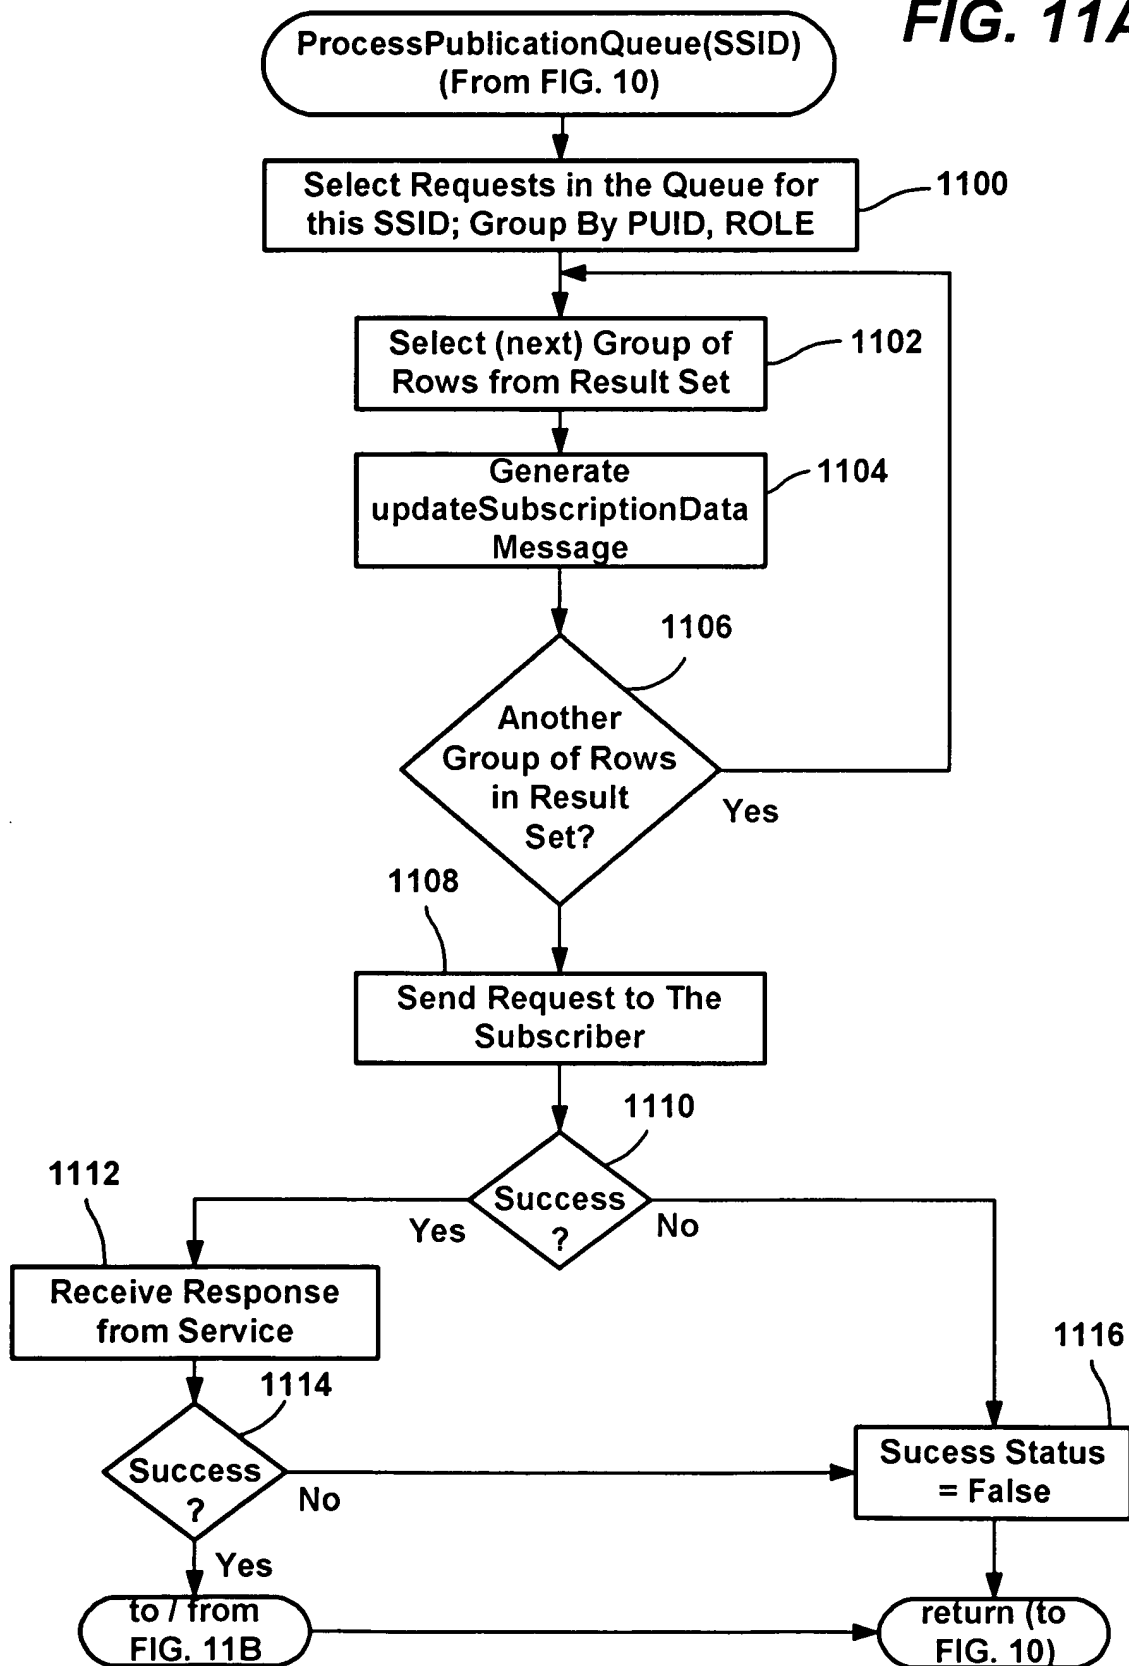 FIG. 11A
ProcessPublicationQueue(SSID)
(From FIG. 10)
Select Requests in the Queue for
this SSID; Group By PUID, ROLE
1100
Select (next) Group of
Rows from Result Set
1102
Generate
updateSubscriptionData
Message
1104
1106
Another
Group of Rows
in Result
Set?
Yes
1108
Send Request to The
Subscriber
1110
Success
?
Yes
No
1112
Receive Response
from Service
1114
Success
?
No
Yes
1116
Sucess Status
= False
to / from
FIG. 11B
return (to
FIG. 10)